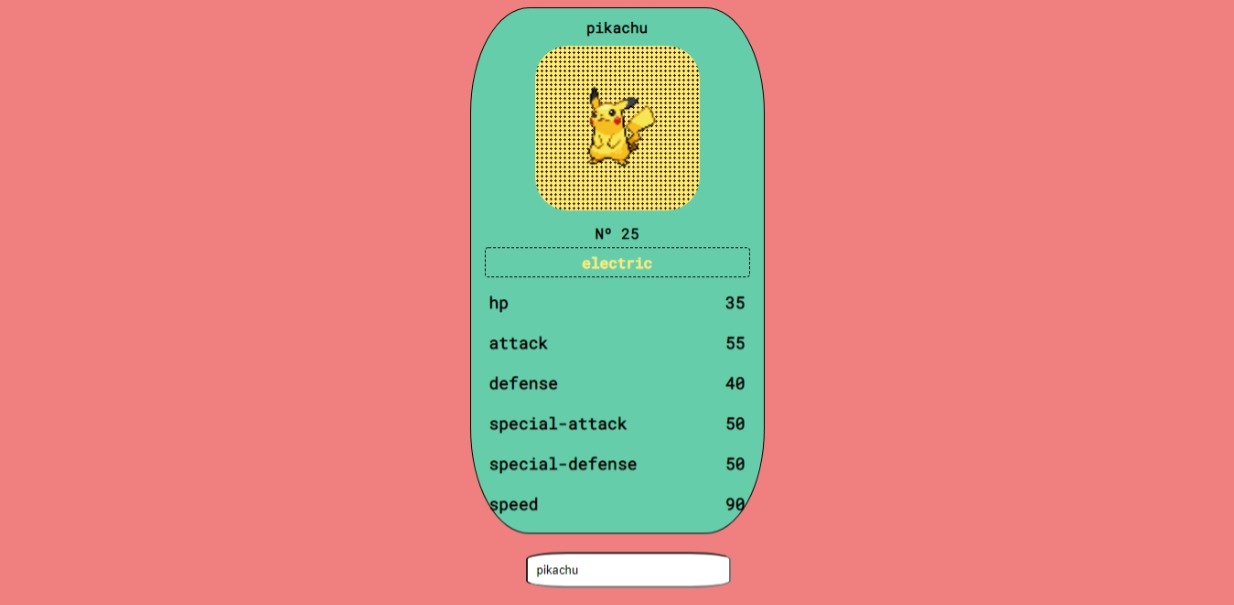 pikachu
Nº 25
electric
hp 35
attack 55
defense 40
special-attack 50
special-defense 50
speed 90
pikachu